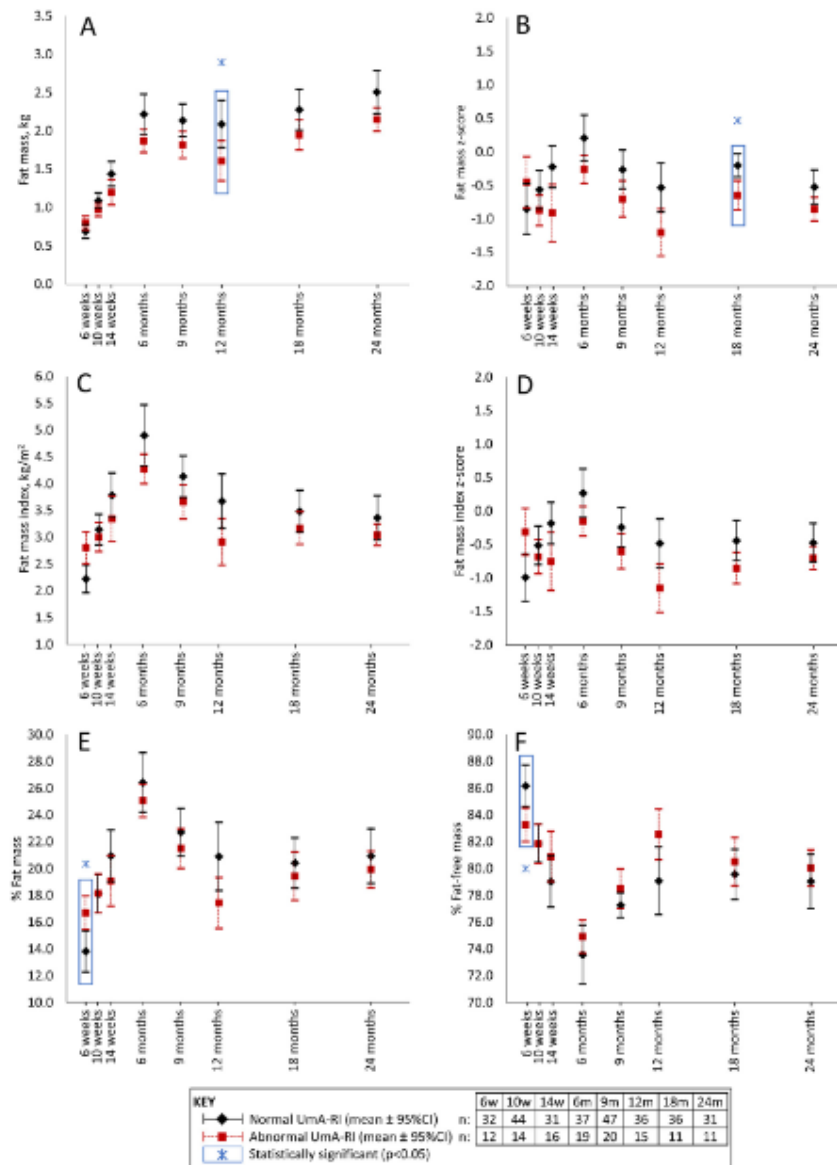 A
Fat mass, kg
3.5
3.0
2.5
2.0
1.5
1.0
0.5
0.0
6 weeks
10 weeks
14 weeks
6 months
9 months
12 months
18 months
24 months
B
Fat mass z-score
2.0
1.5
1.0
0.5
0.0
-0.5
-1.0
-1.5
-2.0
6 weeks
10 weeks
14 weeks
6 months
9 months
12 months
18 months
24 months
C
Fat mass index, kg/m²
6.0
5.5
5.0
4.5
4.0
3.5
3.0
2.5
2.0
1.5
1.0
6 weeks
10 weeks
14 weeks
6 months
9 months
12 months
18 months
24 months
D
Fat mass index z-score
2.0
1.5
1.0
0.5
0.0
-0.5
-1.0
-1.5
-2.0
6 weeks
10 weeks
14 weeks
6 months
9 months
12 months
18 months
24 months
E
% Fat mass
30.0
28.0
26.0
24.0
22.0
20.0
18.0
16.0
14.0
12.0
10.0
6 weeks
10 weeks
14 weeks
6 months
9 months
12 months
18 months
24 months
F
% Fat-free mass
90.0
88.0
86.0
84.0
82.0
80.0
78.0
76.0
74.0
72.0
70.0
6 weeks
10 weeks
14 weeks
6 months
9 months
12 months
18 months
24 months
KEY 6w 10w 14w 6m 9m 12m 18m 24m
Normal UmA-RI (mean ± 95%CI) n: 32 44 31 37 47 36 36 31
Abnormal UmA-RI (mean ± 95%CI) n: 12 14 16 19 20 15 11 11
Statistically significant (p<0.05)